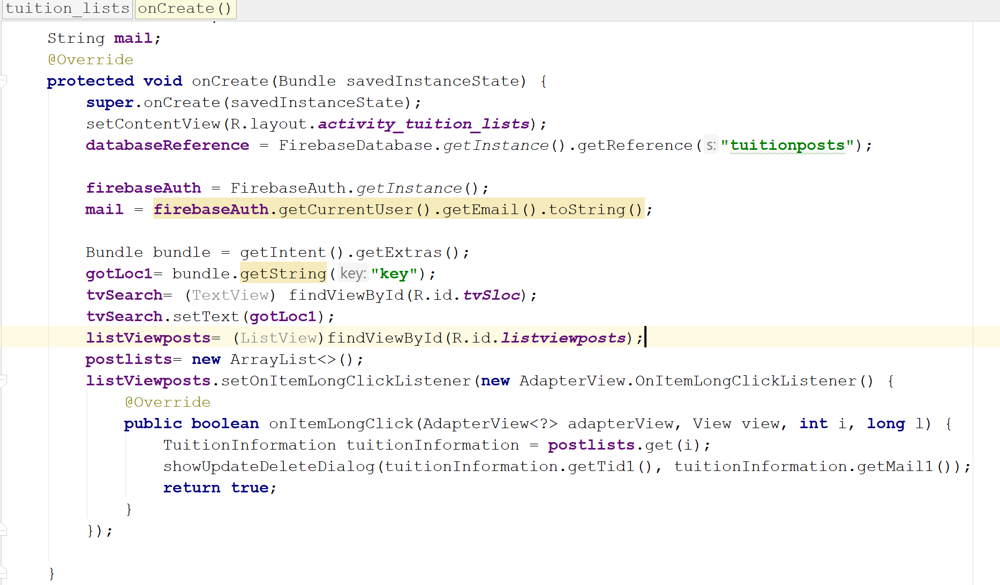 tuition_lists onCreate()
String mail;
@Override
protected void onCreate(Bundle savedInstanceState) {
super.onCreate(savedInstanceState);
setContentView(R.layout.activity_tuition_lists);
databaseReference = FirebaseDatabase.getInstance().getReference( s: "tuitionposts");
firebaseAuth = FirebaseAuth.getInstance();
mail = firebaseAuth.getCurrentUser().getEmail().toString();
Bundle bundle = getIntent().getExtras();
gotLoc1= bundle.getString( key: "key");
tvSearch= (TextView) findViewById(R.id.tvSloc);
tvSearch.setText(gotLoc1);
listViewposts= (ListView)findViewById(R.id.listviewposts);
postlists= new ArrayList<>();
listViewposts.setOnItemLongClickListener(new AdapterView.OnItemLongClickListener() {
@Override
public boolean onItemLongClick(AdapterView<?> adapterView, View view, int i, long l) {
TuitionInformation tuitionInformation = postlists.get(i);
showUpdateDeleteDialog(tuitionInformation.getTid1(), tuitionInformation.getMail1());
return true;
}
});
}